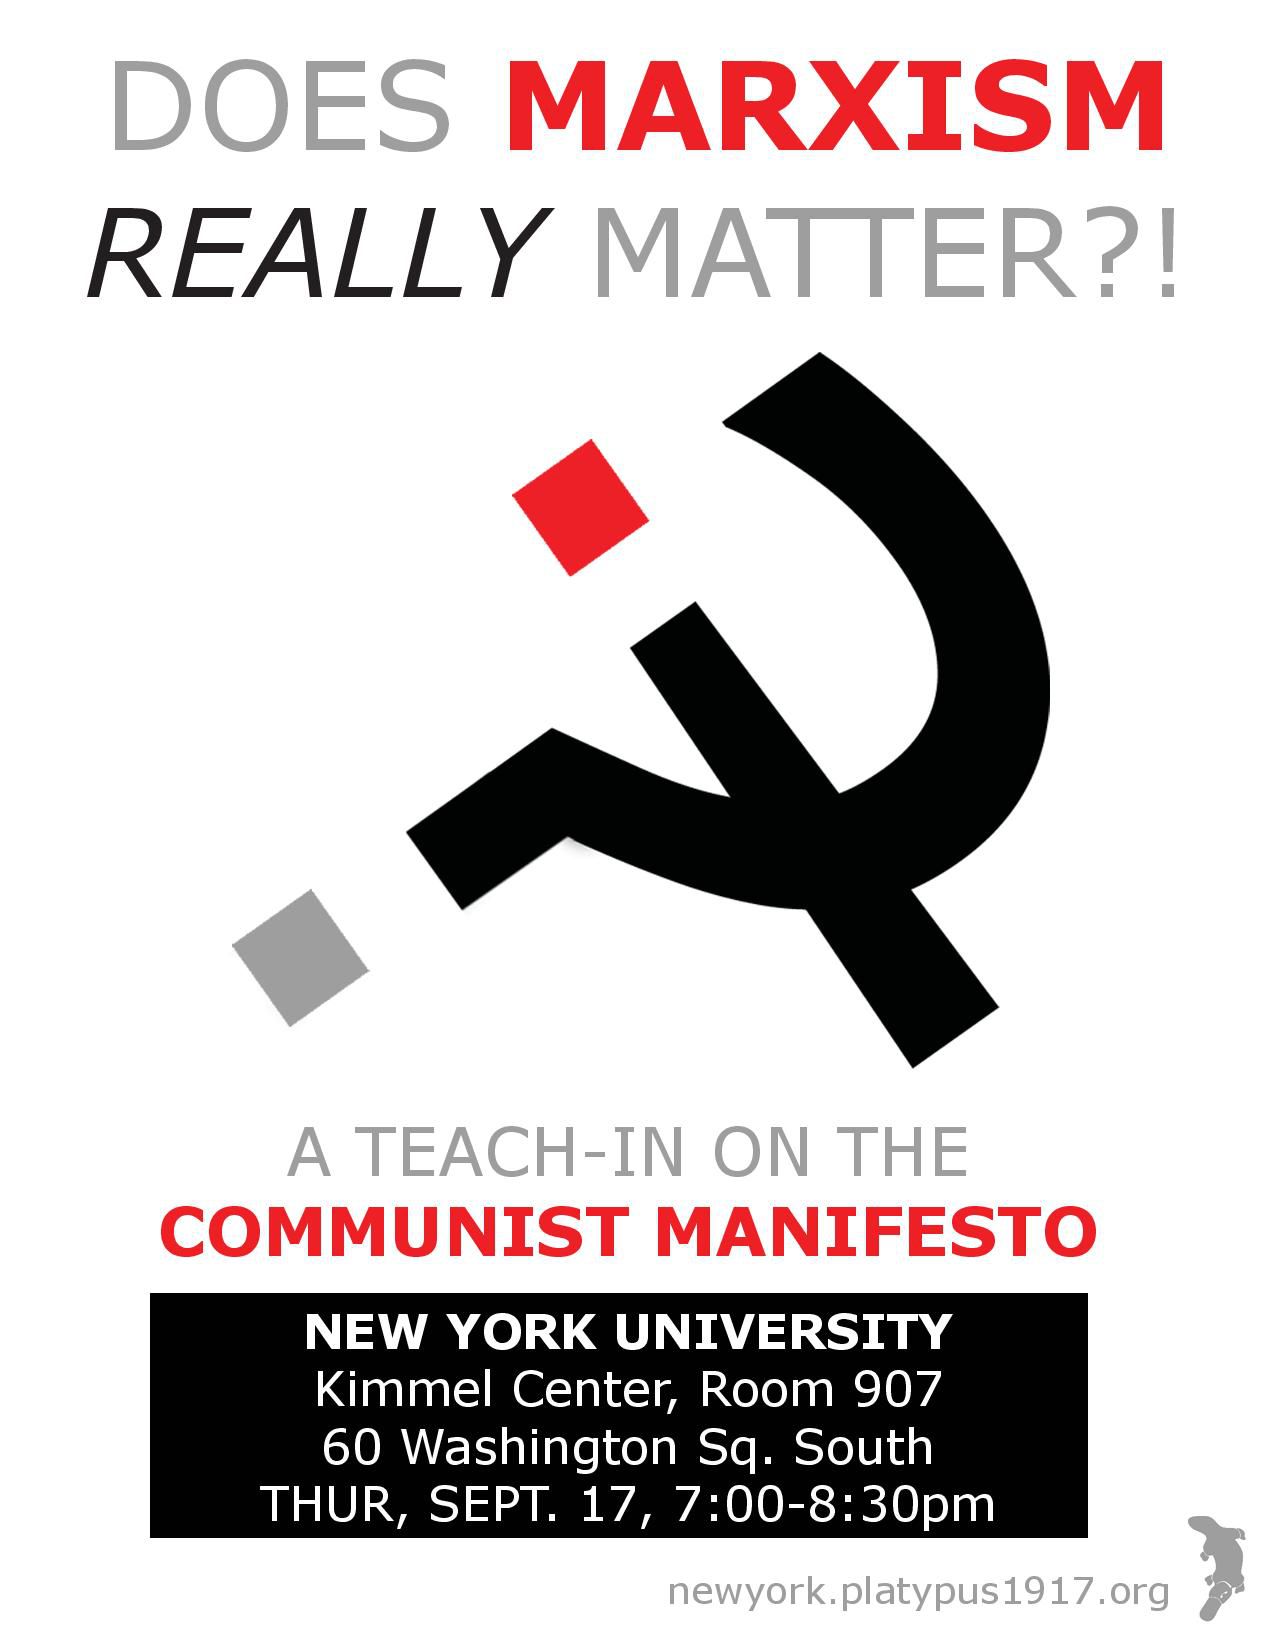 DOES MARXISM
REALLY MATTER?!
A TEACH-IN ON THE
COMMUNIST MANIFESTO
NEW YORK UNIVERSITY
Kimmel Center, Room 907
60 Washington Sq. South
THUR, SEPT. 17, 7:00-8:30pm
newyork.platypus1917.org